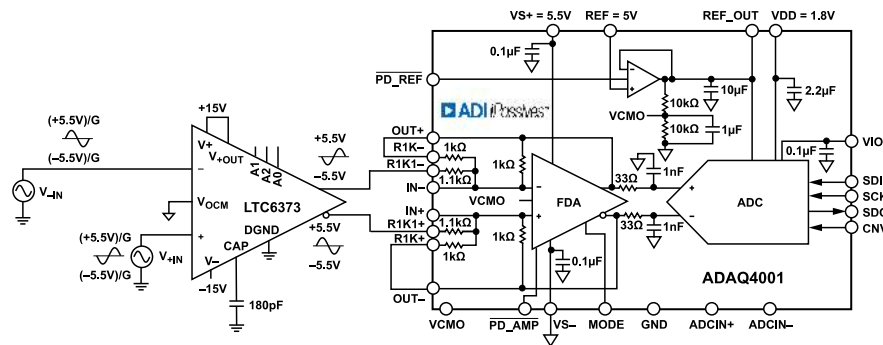 VS+ = 5.5V REF = 5V REF_OUT VDD = 1.8V
0.1µF
PD_REF
10µF
2.2µF
10kΩ
VCMO
10kΩ
1µF
ADI iPassives™
+15V
V+
V+OUT
A1
A2
A0
(+5.5V)/G
(–5.5V)/G
V–IN
–
VOCM
LTC6373
+
CAP
DGND
V–
–15V
180pF
(+5.5V)/G
(–5.5V)/G
V+IN
+5.5V
–5.5V
+5.5V
–5.5V
OUT+
R1K–
R1K1–
IN–
IN+
R1K1+
R1K+
OUT–
1kΩ
1.1kΩ
1kΩ
VCMO
1.1kΩ
1kΩ
1kΩ
–
FDA
+
33Ω
33Ω
1nF
1nF
0.1µF
+
ADC
–
0.1µF
VIO
SDI
SCK
SDO
CNV
ADAQ4001
VCMO PD_AMP VS– MODE GND ADCIN+ ADCIN–